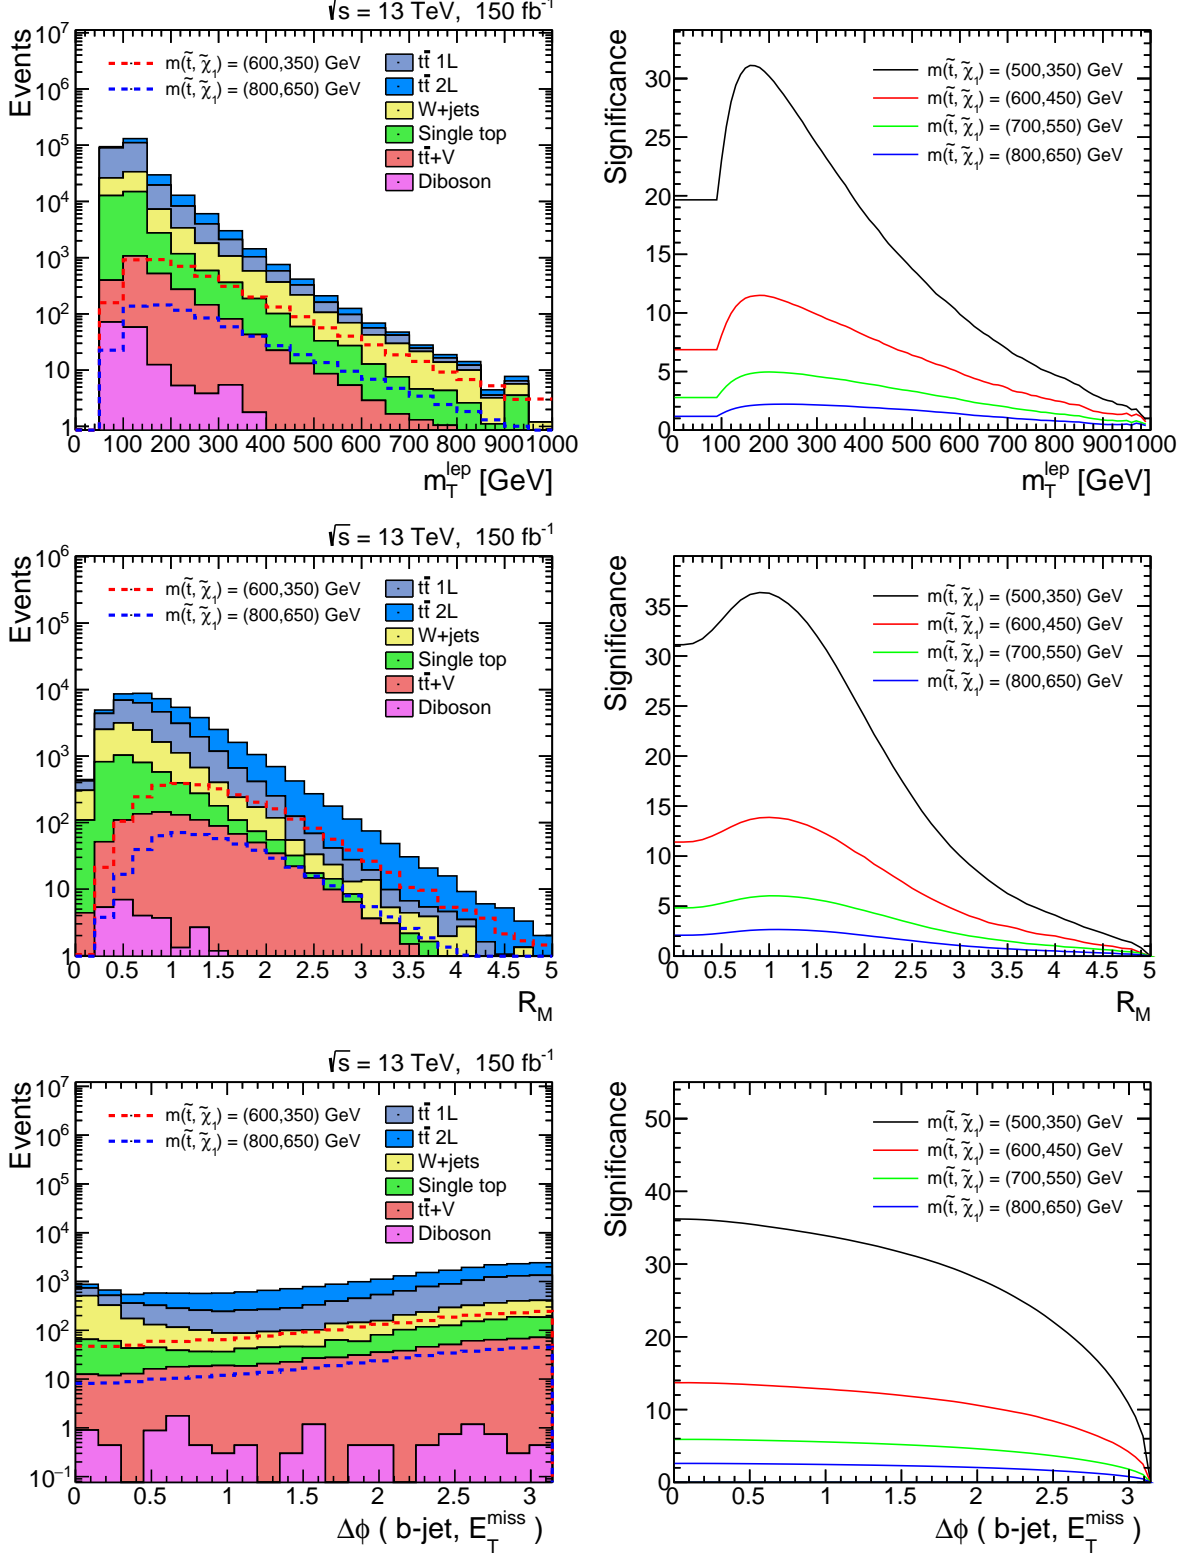 √s = 13 TeV, 150 fb⁻¹
Events
10⁷
10⁵
10⁴
10³
10²
10
1
m(t̃, χ̃₁) = (600,350) GeV
m(t̃, χ̃₁) = (800,650) GeV
tt̄ 1L
tt̄ 2L
W+jets
Single top
tt̄+V
Diboson
0 100 200 300 400 500 600 700 800 9001000
m_T^lep [GeV]
Significance
30
25
20
15
10
5
0
m(t̃, χ̃₁) = (500,350) GeV
m(t̃, χ̃₁) = (600,450) GeV
m(t̃, χ̃₁) = (700,550) GeV
m(t̃, χ̃₁) = (800,650) GeV
0 100 200 300 400 500 600 700 800 9001000
m_T^lep [GeV]
√s = 13 TeV, 150 fb⁻¹
Events
10⁶
10⁵
10⁴
10³
10²
10
1
m(t̃, χ̃₁) = (600,350) GeV
m(t̃, χ̃₁) = (800,650) GeV
tt̄ 1L
tt̄ 2L
W+jets
Single top
tt̄+V
Diboson
0 0.5 1 1.5 2 2.5 3 3.5 4 4.5 5
R_M
Significance
35
30
25
20
15
10
5
0
m(t̃, χ̃₁) = (500,350) GeV
m(t̃, χ̃₁) = (600,450) GeV
m(t̃, χ̃₁) = (700,550) GeV
m(t̃, χ̃₁) = (800,650) GeV
0 0.5 1 1.5 2 2.5 3 3.5 4 4.5 5
R_M
√s = 13 TeV, 150 fb⁻¹
Events
10⁷
10⁶
10⁵
10⁴
10³
10²
10
1
10⁻¹
m(t̃, χ̃₁) = (600,350) GeV
m(t̃, χ̃₁) = (800,650) GeV
tt̄ 1L
tt̄ 2L
W+jets
Single top
tt̄+V
Diboson
0 0.5 1 1.5 2 2.5 3
Δϕ ( b-jet, E_T^miss )
Significance
50
40
30
20
10
0
m(t̃, χ̃₁) = (500,350) GeV
m(t̃, χ̃₁) = (600,450) GeV
m(t̃, χ̃₁) = (700,550) GeV
m(t̃, χ̃₁) = (800,650) GeV
0 0.5 1 1.5 2 2.5 3
Δϕ ( b-jet, E_T^miss )